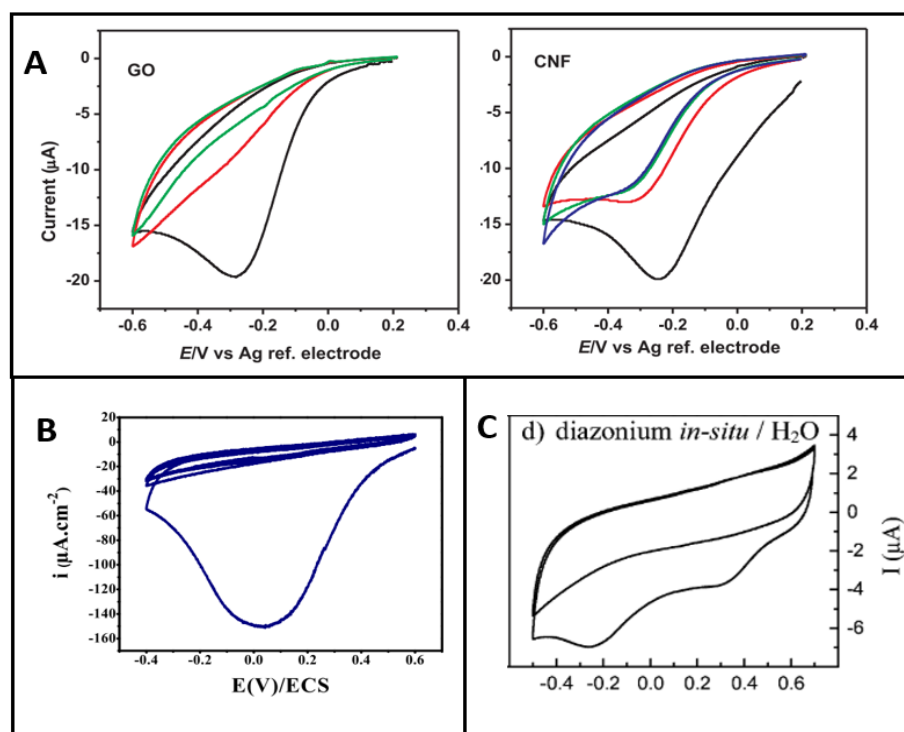 A
GO
CNF
0
-5
-10
-15
-20
Current (µA)
-0.6 -0.4 -0.2 0.0 0.2 0.4
E/V vs Ag ref. electrode
0
-5
-10
-15
-20
-0.6 -0.4 -0.2 0.0 0.2 0.4
E/V vs Ag ref. electrode
B
20
0
-20
-40
-60
-80
-100
-120
-140
-160
i (µA.cm-2
-0.4 -0.2 0.0 0.2 0.4 0.6
E(V)/ECS
C
d) diazonium in-situ / H2O
4
2
0
-2
-4
-6
I (µA)
-0.4 -0.2 0.0 0.2 0.4 0.6